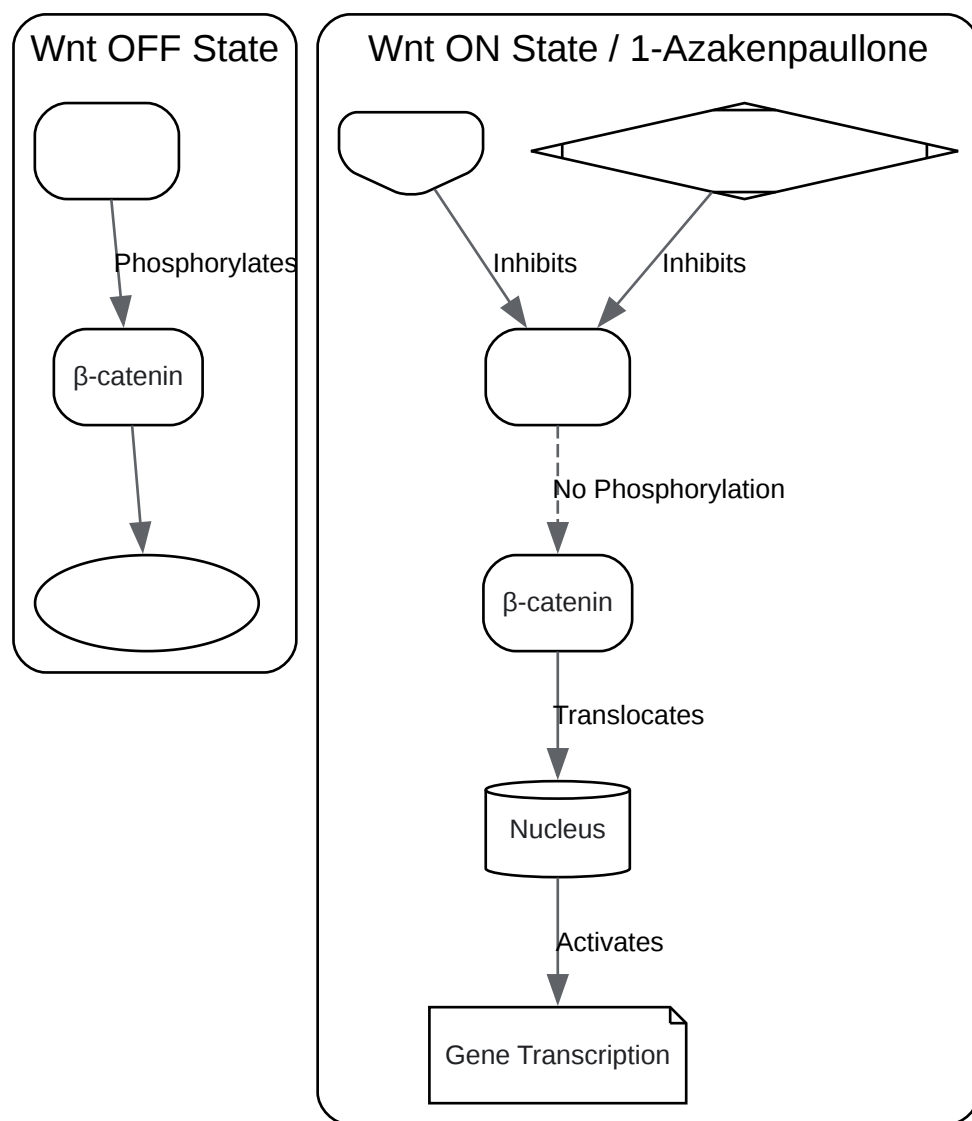 Wnt OFF State
Phosphorylates
β-catenin
Wnt ON State / 1-Azakenpaullone
Inhibits
Inhibits
No Phosphorylation
β-catenin
Translocates
Nucleus
Activates
Gene Transcription